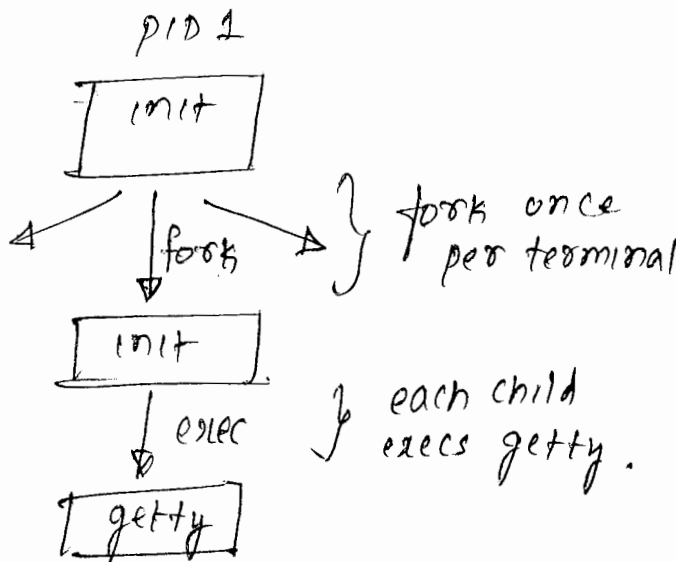 PID 1
init
fork
fork once
per terminal
init
exec
each child
execs getty.
getty